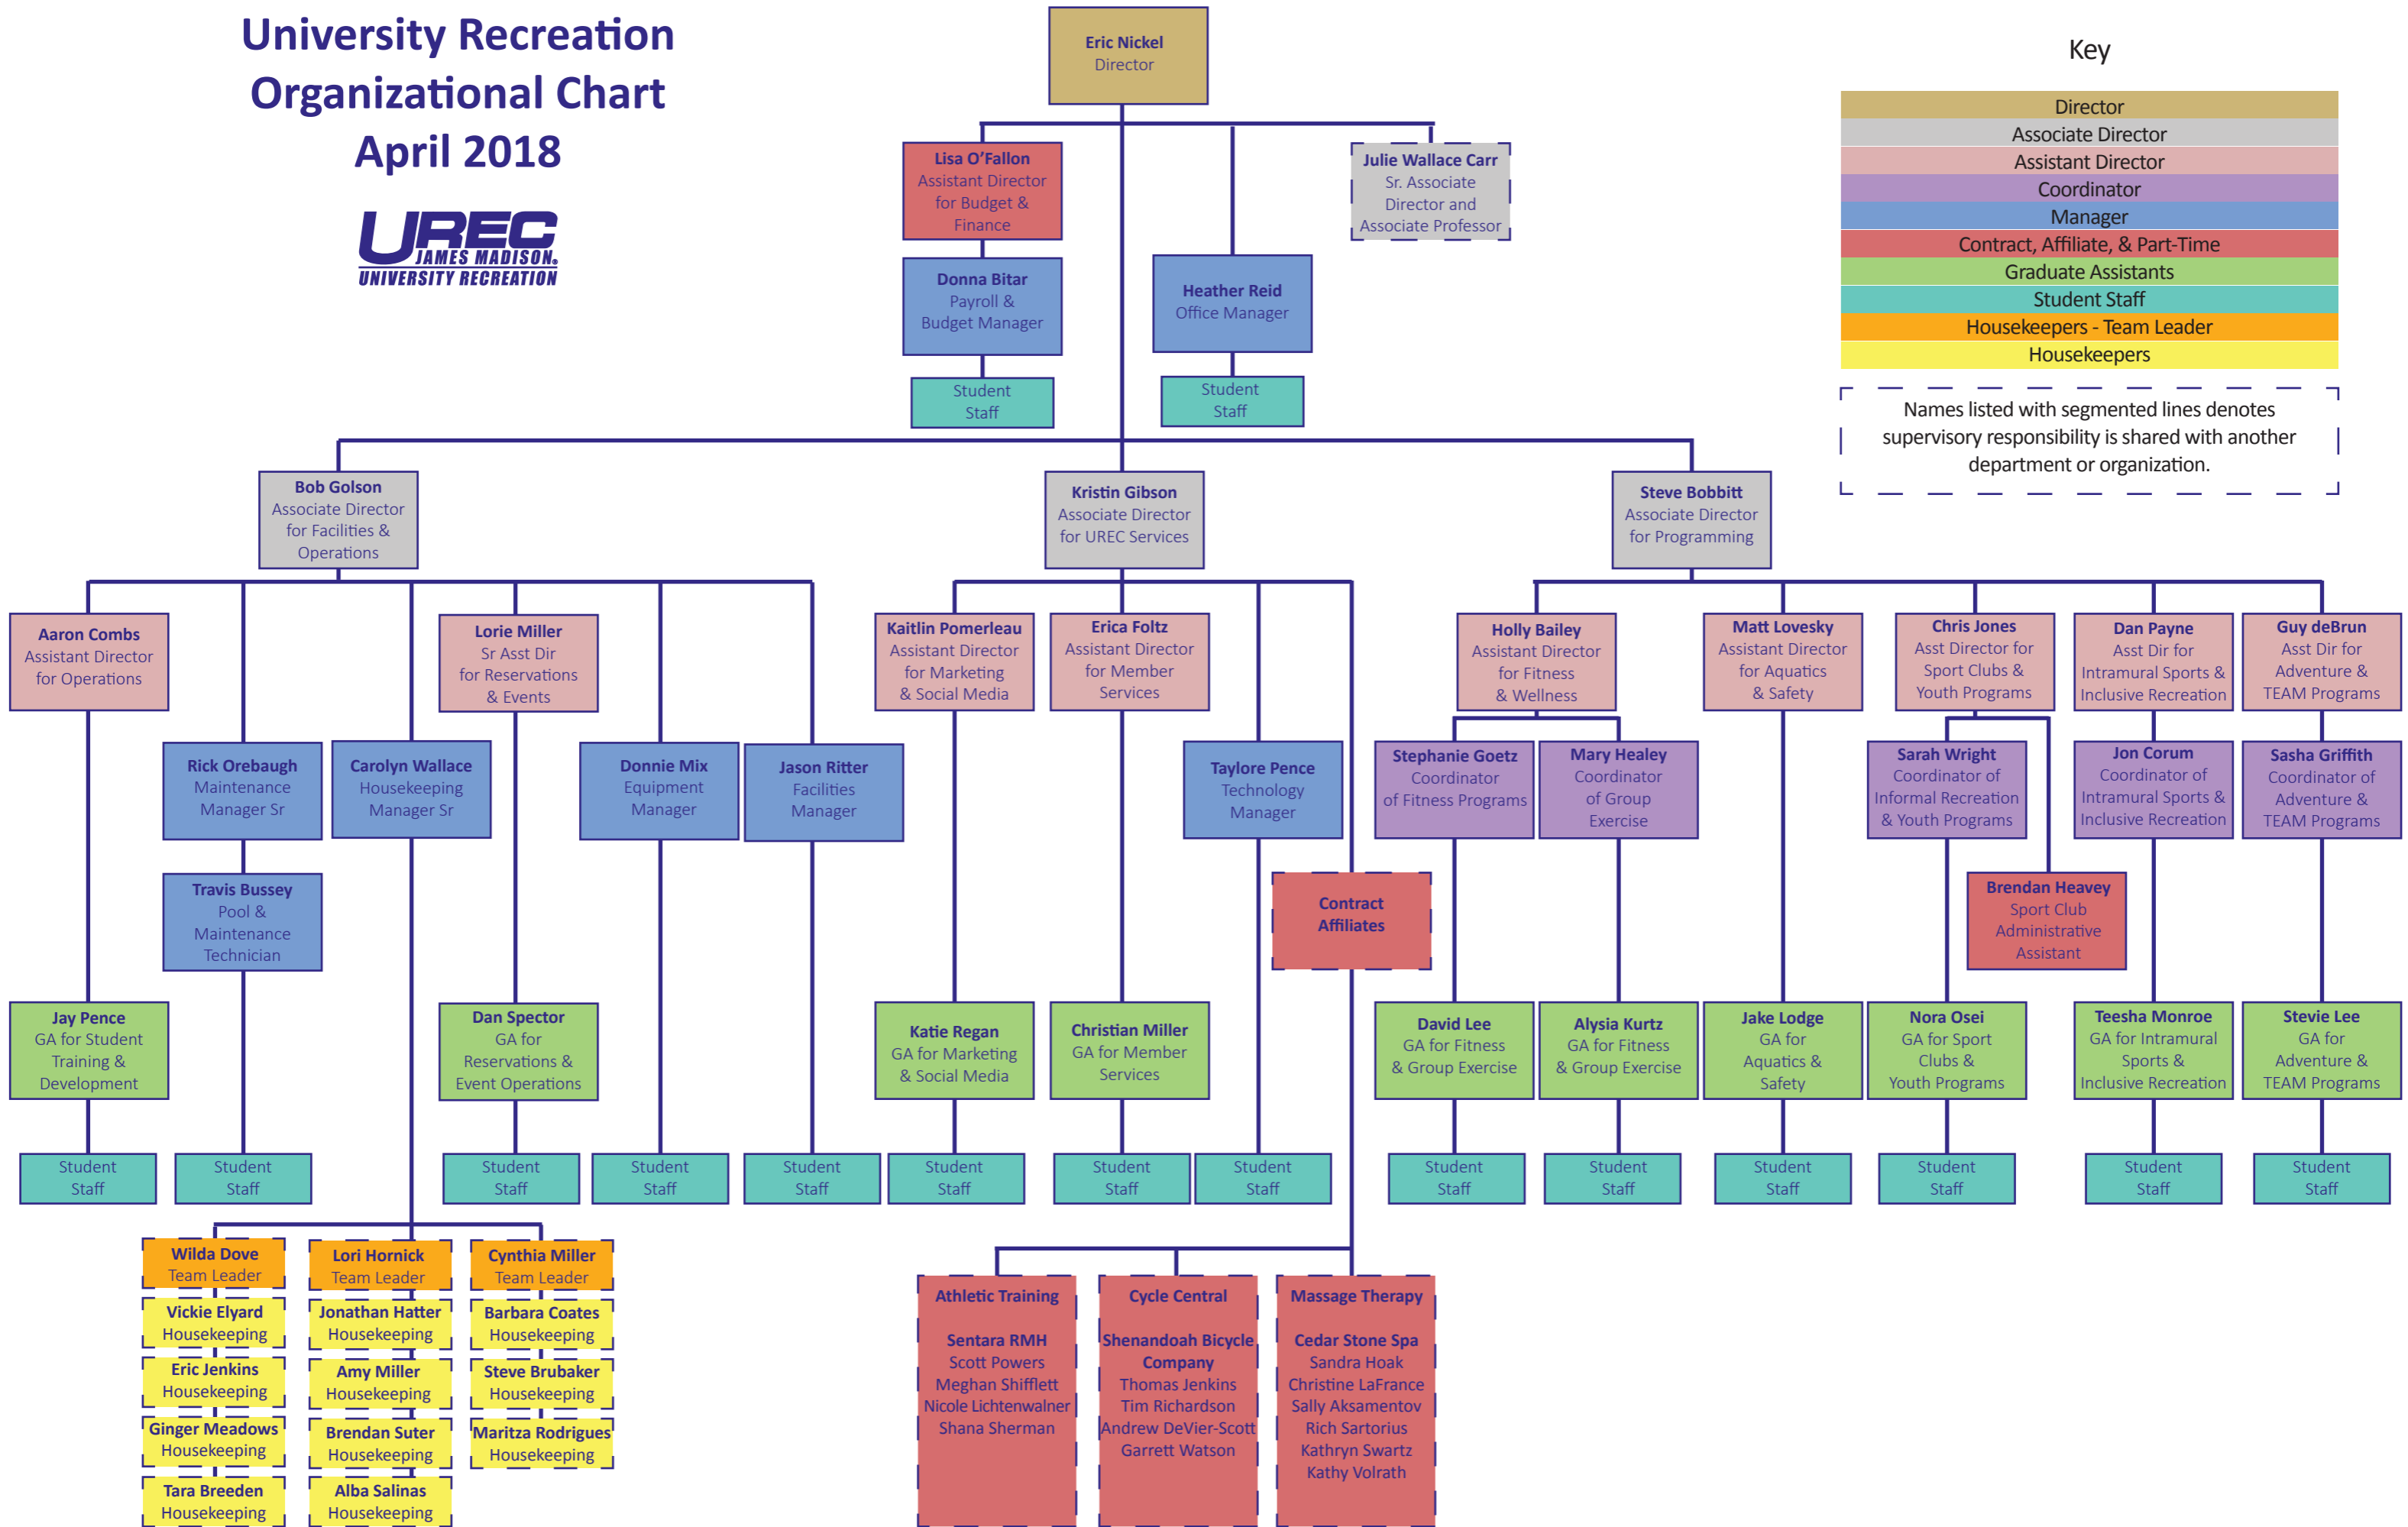 University Recreation
Organizational Chart
April 2018
UREC
JAMES MADISON®
UNIVERSITY RECREATION
Eric Nickel
Director
Key
Director
Associate Director
Assistant Director
Coordinator
Manager
Contract, Affiliate, & Part-Time
Graduate Assistants
Student Staff
Housekeepers - Team Leader
Housekeepers
Names listed with segmented lines denotes
supervisory responsibility is shared with another
department or organization.
Lisa O’Fallon
Assistant Director
for Budget &
Finance
Julie Wallace Carr
Sr. Associate
Director and
Associate Professor
Donna Bitar
Payroll &
Budget Manager
Heather Reid
Office Manager
Student
Staff
Student
Staff
Bob Golson
Associate Director
for Facilities &
Operations
Kristin Gibson
Associate Director
for UREC Services
Steve Bobbitt
Associate Director
for Programming
Aaron Combs
Assistant Director
for Operations
Lorie Miller
Sr Asst Dir
for Reservations
& Events
Kaitlin Pomerleau
Assistant Director
for Marketing
& Social Media
Erica Foltz
Assistant Director
for Member
Services
Holly Bailey
Assistant Director
for Fitness
& Wellness
Matt Lovesky
Assistant Director
for Aquatics
& Safety
Chris Jones
Asst Director for
Sport Clubs &
Youth Programs
Dan Payne
Asst Dir for
Intramural Sports &
Inclusive Recreation
Guy deBrun
Asst Dir for
Adventure &
TEAM Programs
Rick Orebaugh
Maintenance
Manager Sr
Carolyn Wallace
Housekeeping
Manager Sr
Donnie Mix
Equipment
Manager
Jason Ritter
Facilities
Manager
Taylore Pence
Technology
Manager
Stephanie Goetz
Coordinator
of Fitness Programs
Mary Healey
Coordinator
of Group
Exercise
Sarah Wright
Coordinator of
Informal Recreation
& Youth Programs
Jon Corum
Coordinator of
Intramural Sports &
Inclusive Recreation
Sasha Griffith
Coordinator of
Adventure &
TEAM Programs
Travis Bussey
Pool &
Maintenance
Technician
Contract
Affiliates
Brendan Heavey
Sport Club
Administrative
Assistant
Jay Pence
GA for Student
Training &
Development
Dan Spector
GA for
Reservations &
Event Operations
Katie Regan
GA for Marketing
& Social Media
Christian Miller
GA for Member
Services
David Lee
GA for Fitness
& Group Exercise
Alysia Kurtz
GA for Fitness
& Group Exercise
Jake Lodge
GA for
Aquatics &
Safety
Nora Osei
GA for Sport
Clubs &
Youth Programs
Teesha Monroe
GA for Intramural
Sports &
Inclusive Recreation
Stevie Lee
GA for
Adventure &
TEAM Programs
Student
Staff
Student
Staff
Student
Staff
Student
Staff
Student
Staff
Student
Staff
Student
Staff
Student
Staff
Student
Staff
Student
Staff
Student
Staff
Student
Staff
Student
Staff
Student
Staff
Wilda Dove
Team Leader
Vickie Elyard
Housekeeping
Eric Jenkins
Housekeeping
Ginger Meadows
Housekeeping
Tara Breeden
Housekeeping
Lori Hornick
Team Leader
Jonathan Hatter
Housekeeping
Amy Miller
Housekeeping
Brendan Suter
Housekeeping
Alba Salinas
Housekeeping
Cynthia Miller
Team Leader
Barbara Coates
Housekeeping
Steve Brubaker
Housekeeping
Maritza Rodrigues
Housekeeping
Athletic Training
Sentara RMH
Scott Powers
Meghan Shifflett
Nicole Lichtenwalner
Shana Sherman
Cycle Central
Shenandoah Bicycle
Company
Thomas Jenkins
Tim Richardson
Andrew DeVier-Scott
Garrett Watson
Massage Therapy
Cedar Stone Spa
Sandra Hoak
Christine LaFrance
Sally Aksamentov
Rich Sartorius
Kathryn Swartz
Kathy Volrath